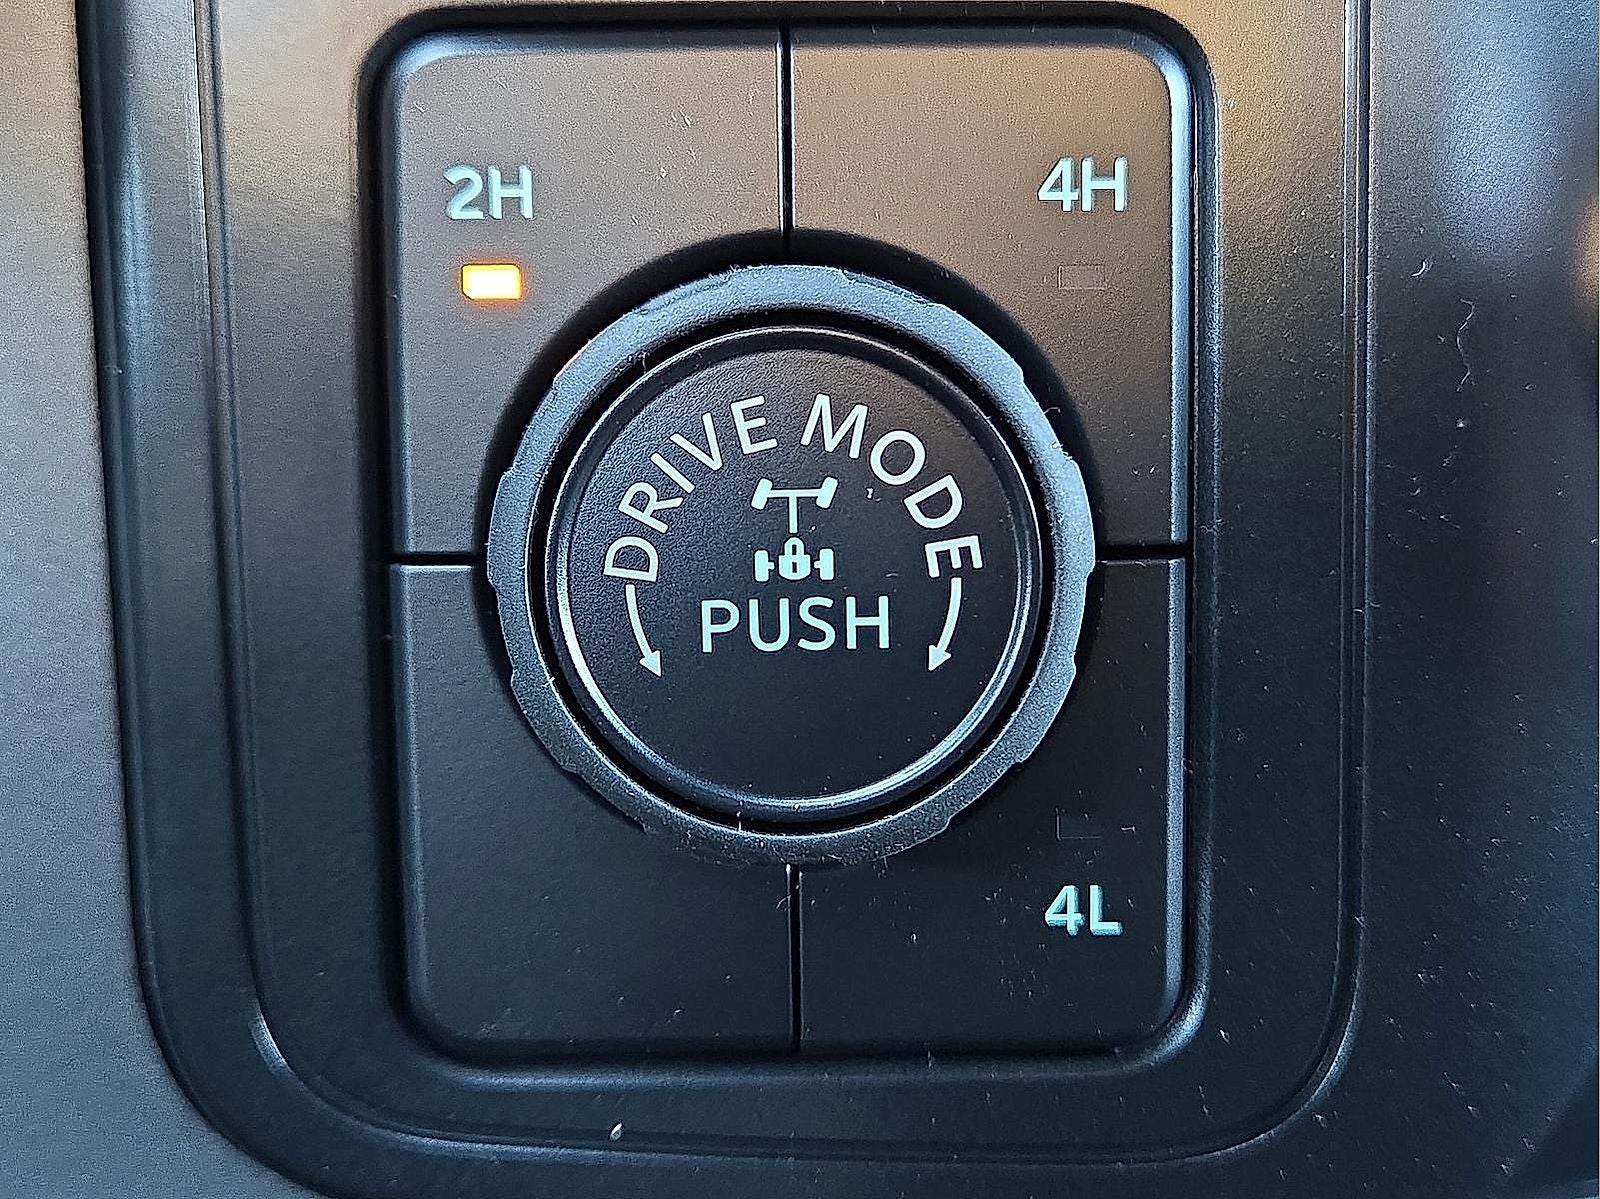 2H
4H
DRIVE MODE
PUSH
4L